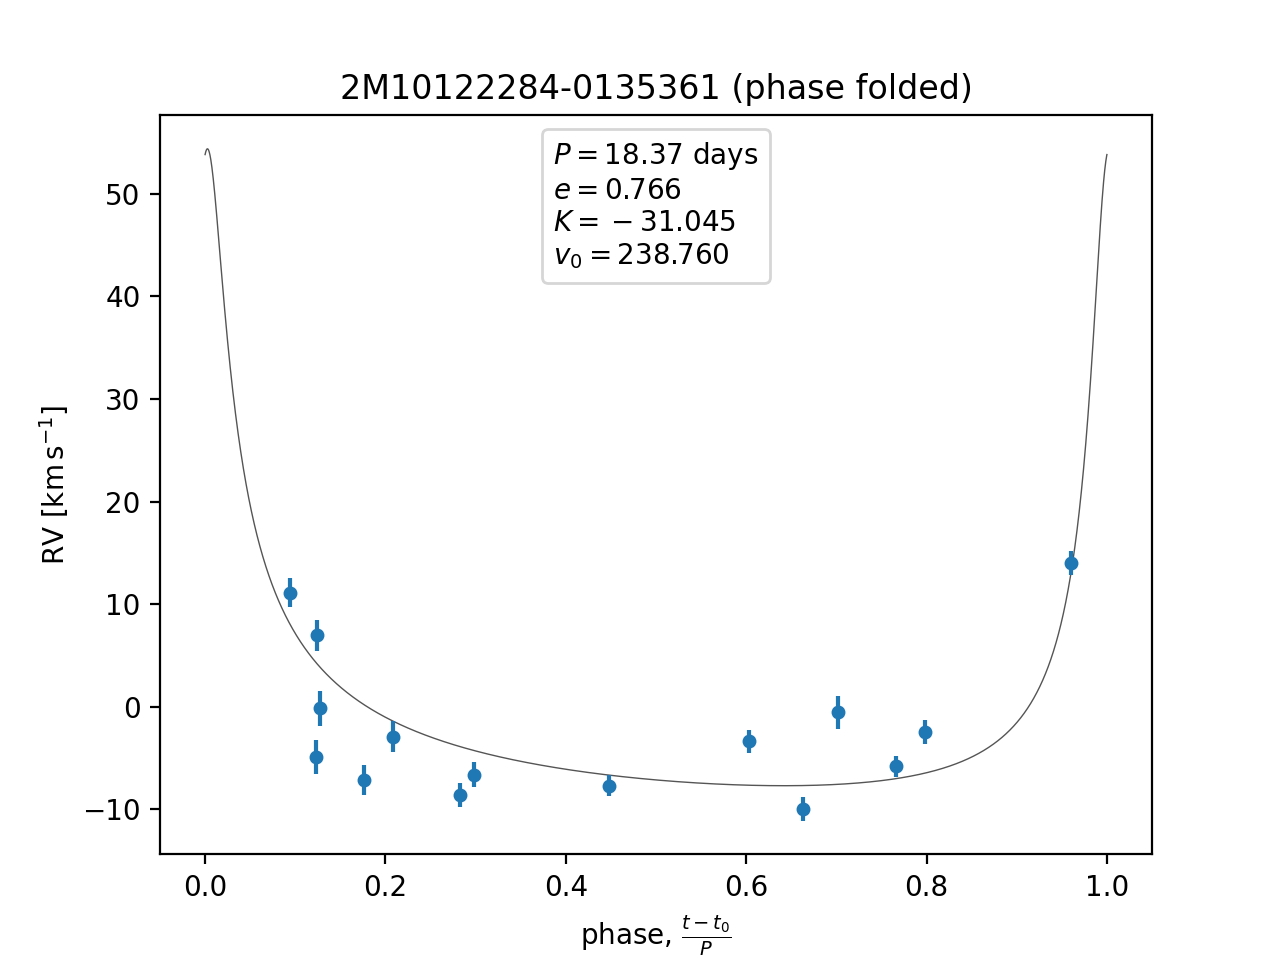 2M10122284-0135361 (phase folded)
P = 18.37 days
e = 0.766
K = −31.045
v₀ = 238.760
50
40
30
20
10
0
−10
RV [km s⁻¹]
0.0 0.2 0.4 0.6 0.8 1.0
phase, (t − t₀)/P